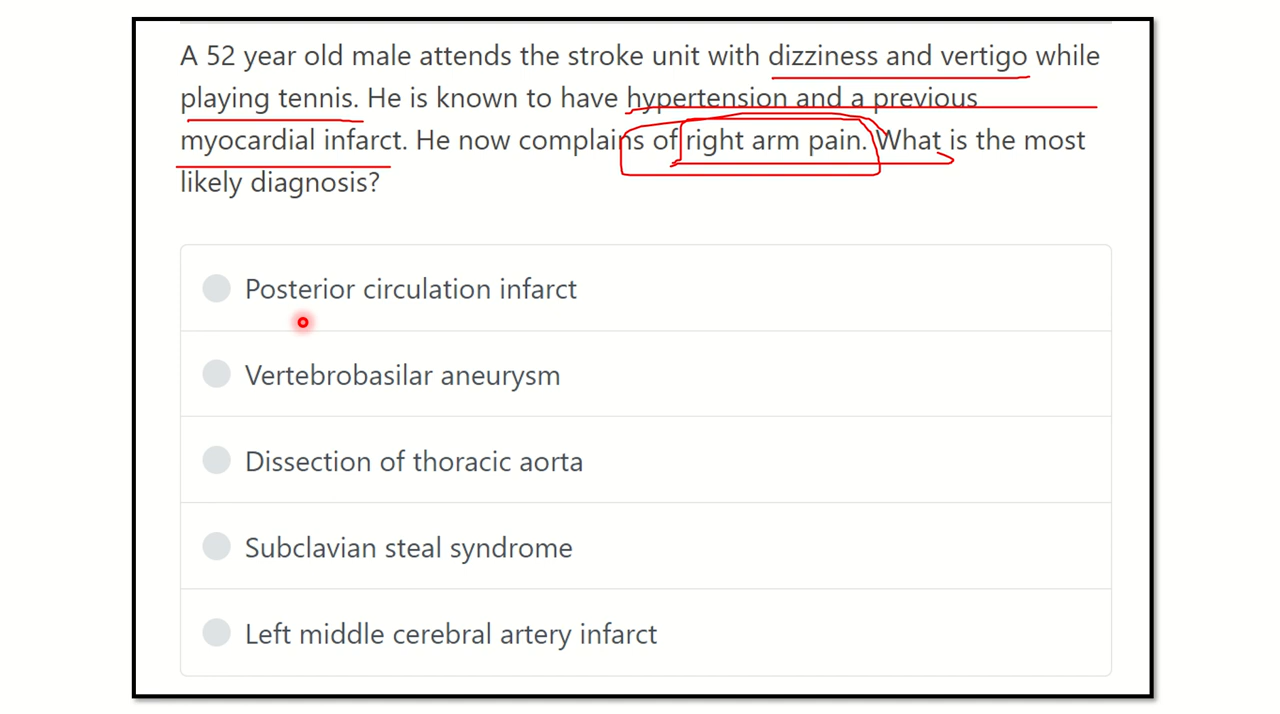 A 52 year old male attends the stroke unit with dizziness and vertigo while
playing tennis. He is known to have hypertension and a previous
myocardial infarct. He now complains of right arm pain. What is the most
likely diagnosis?
Posterior circulation infarct
Vertebrobasilar aneurysm
Dissection of thoracic aorta
Subclavian steal syndrome
Left middle cerebral artery infarct